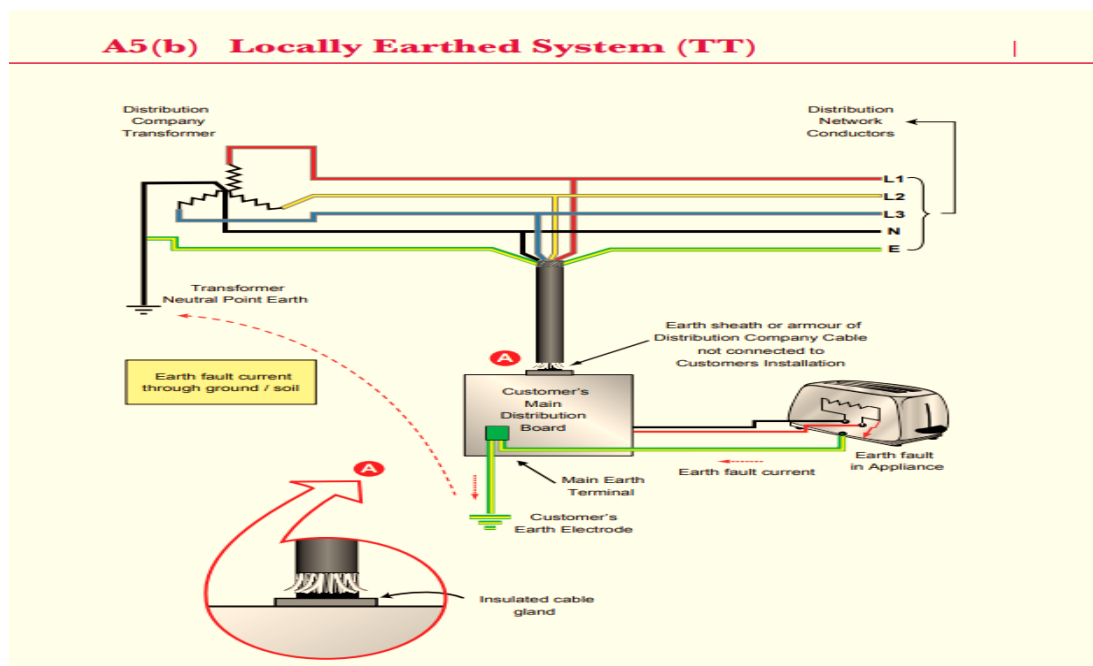 A5(b) Locally Earthed System (TT)
Distribution
Company
Transformer
Distribution
Network
Conductors
L1
L2
L3
N
E
Transformer
Neutral Point Earth
Earth sheath or armour of
Distribution Company Cable
not connected to
Customers Installation
A
Earth fault current
through ground / soil
Customer's
Main
Distribution
Board
Earth fault
in Appliance
Earth fault current
Main Earth
Terminal
A
Customer's
Earth Electrode
Insulated cable
gland